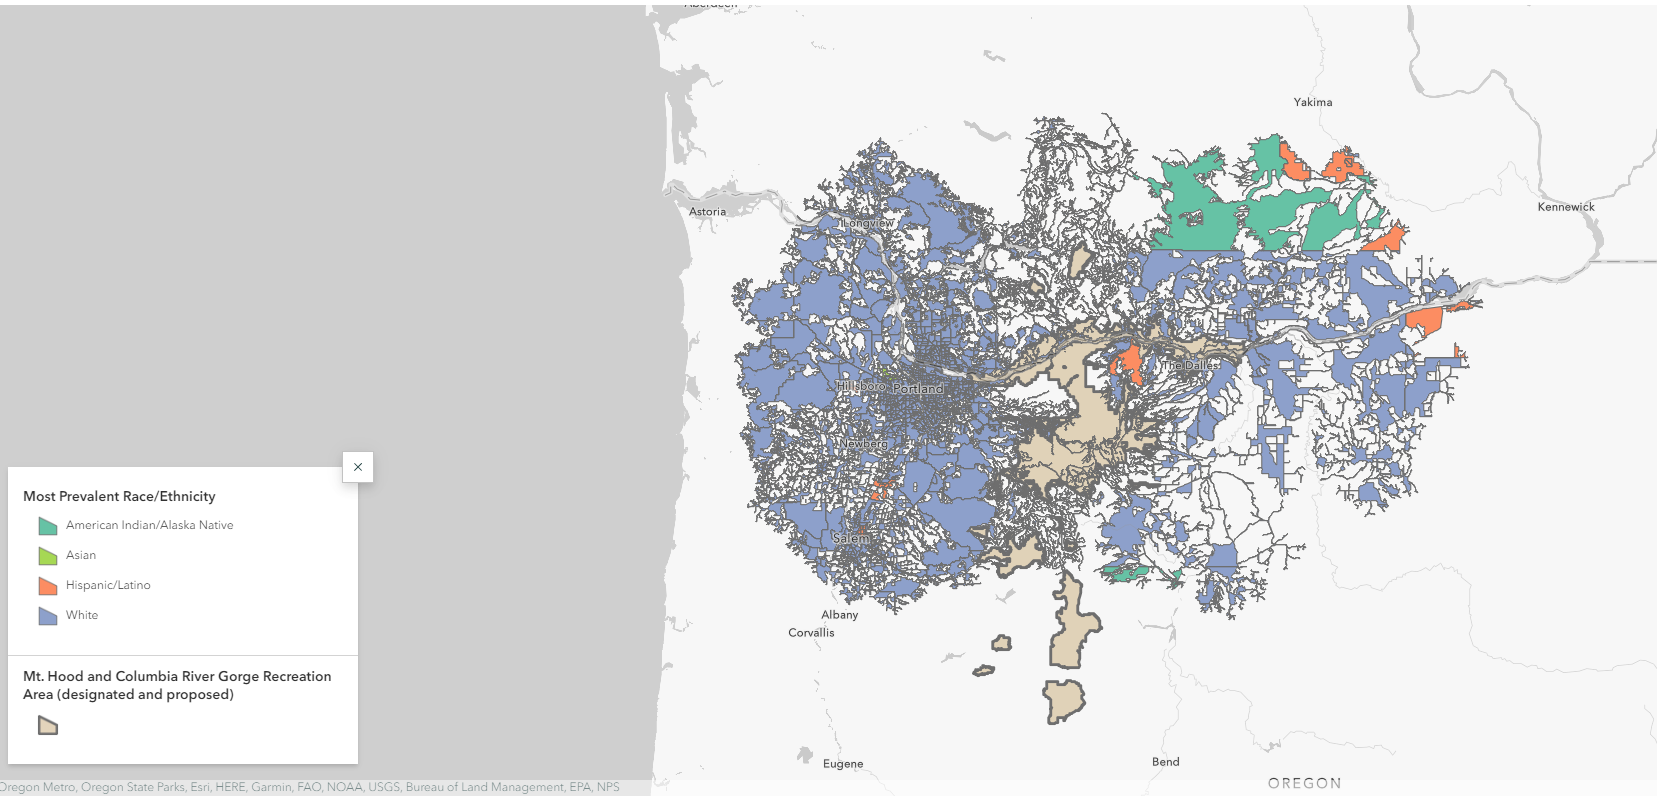 Aberdeen
Yakima
Astoria
Longview
Kennewick
Hillsboro
Portland
The Dalles
Newberg
Salem
Albany
Corvallis
Eugene
Bend
OREGON
×
Most Prevalent Race/Ethnicity
American Indian/Alaska Native
Asian
Hispanic/Latino
White
Mt. Hood and Columbia River Gorge Recreation
Area (designated and proposed)
Oregon Metro, Oregon State Parks, Esri, HERE, Garmin, FAO, NOAA, USGS, Bureau of Land Management, EPA, NPS